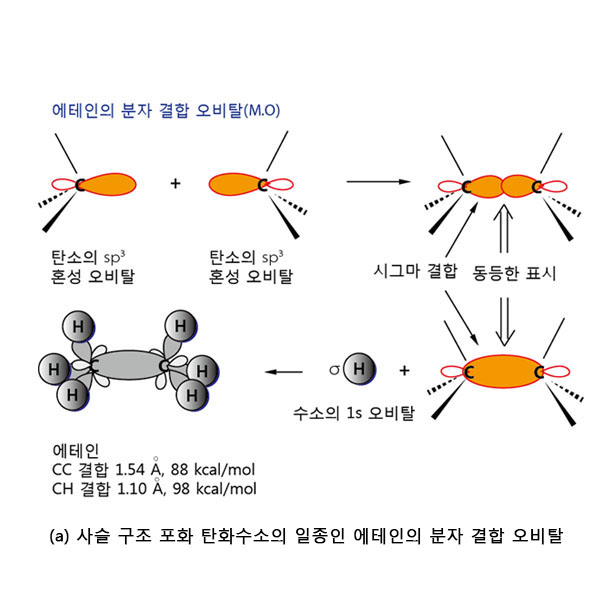 에테인의 분자 결합 오비탈(M.O)
C
+
C
C
C
탄소의 sp³
혼성 오비탈
탄소의 sp³
혼성 오비탈
시그마 결합
동등한 표시
H
H
H
C
C
H
H
H
σ
H
+
C
C
수소의 1s 오비탈
에테인
CC 결합 1.54 Å, 88 kcal/mol
CH 결합 1.10 Å, 98 kcal/mol
(a) 사슬 구조 포화 탄화수소의 일종인 에테인의 분자 결합 오비탈